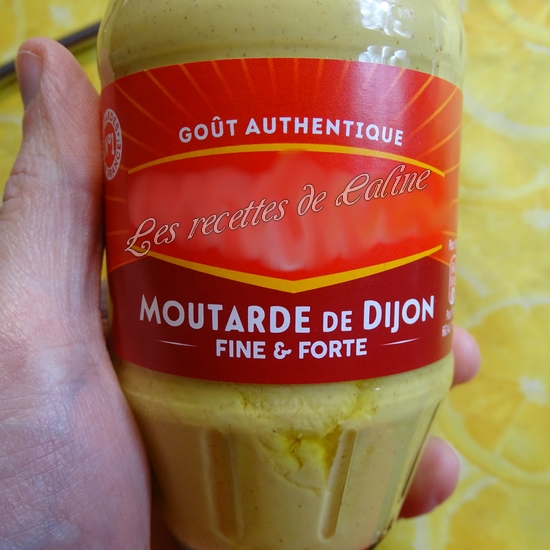 GOÛT AUTHENTIQUE
Les recettes de Caline
MOUTARDE DE DIJON
FINE & FORTE